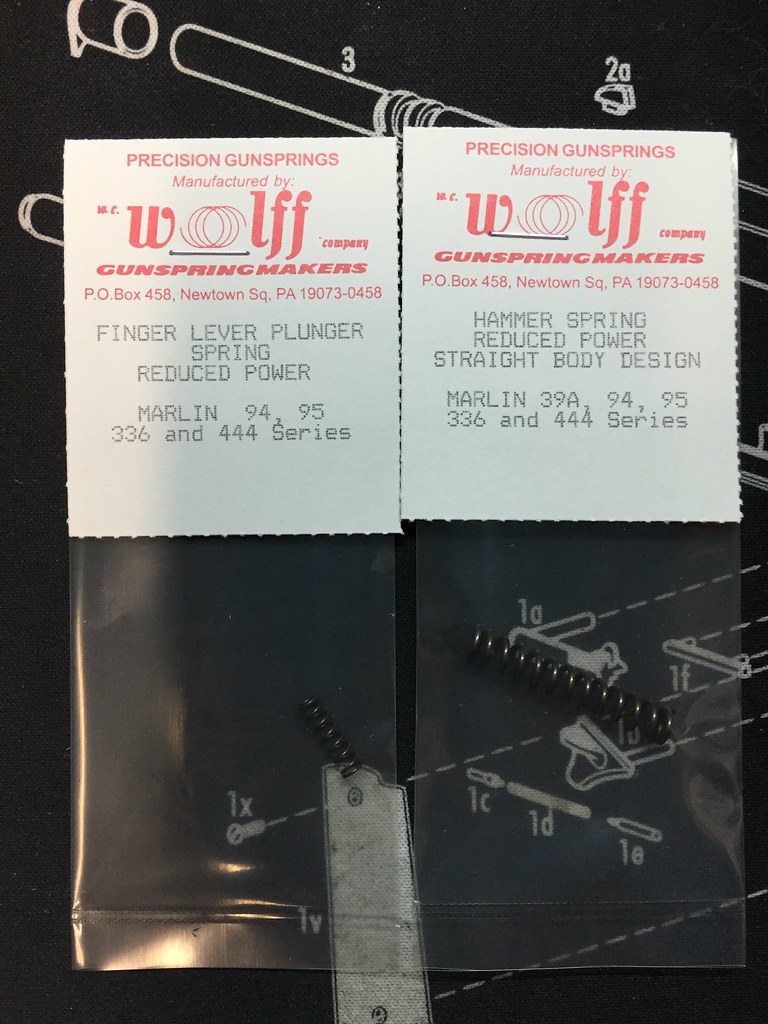 3
2a
PRECISION GUNSPRINGS
Manufactured by:
w.c. wolff company
GUNSPRINGMAKERS
P.O.Box 458, Newtown Sq, PA 19073-0458
FINGER LEVER PLUNGER
SPRING
REDUCED POWER
MARLIN 94, 95
336 and 444 Series
PRECISION GUNSPRINGS
Manufactured by:
w.c. wolff company
GUNSPRINGMAKERS
P.O.Box 458, Newtown Sq, PA 19073-0458
HAMMER SPRING
REDUCED POWER
STRAIGHT BODY DESIGN
MARLIN 39A, 94, 95
336 and 444 Series
1a
1f
1b
1c
1d
1e
1x
1v